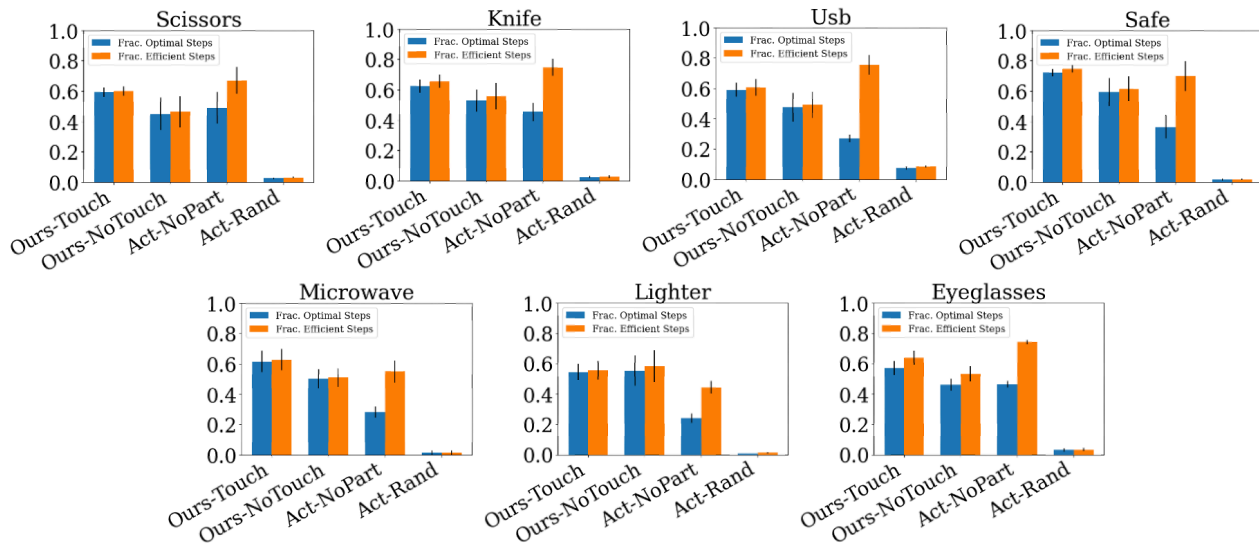 Scissors
1.0
0.8
0.6
0.4
0.2
0.0
Frac. Optimal Steps
Frac. Efficient Steps
Ours-Touch
Ours-NoTouch
Act-NoPart
Act-Rand
Knife
1.0
0.8
0.6
0.4
0.2
0.0
Frac. Optimal Steps
Frac. Efficient Steps
Ours-Touch
Ours-NoTouch
Act-NoPart
Act-Rand
Usb
1.0
0.8
0.6
0.4
0.2
0.0
Frac. Optimal Steps
Frac. Efficient Steps
Ours-Touch
Ours-NoTouch
Act-NoPart
Act-Rand
Safe
1.0
0.8
0.6
0.4
0.2
0.0
Frac. Optimal Steps
Frac. Efficient Steps
Ours-Touch
Ours-NoTouch
Act-NoPart
Act-Rand
Microwave
1.0
0.8
0.6
0.4
0.2
0.0
Frac. Optimal Steps
Frac. Efficient Steps
Ours-Touch
Ours-NoTouch
Act-NoPart
Act-Rand
Lighter
1.0
0.8
0.6
0.4
0.2
0.0
Frac. Optimal Steps
Frac. Efficient Steps
Ours-Touch
Ours-NoTouch
Act-NoPart
Act-Rand
Eyeglasses
1.0
0.8
0.6
0.4
0.2
0.0
Frac. Optimal Steps
Frac. Efficient Steps
Ours-Touch
Ours-NoTouch
Act-NoPart
Act-Rand